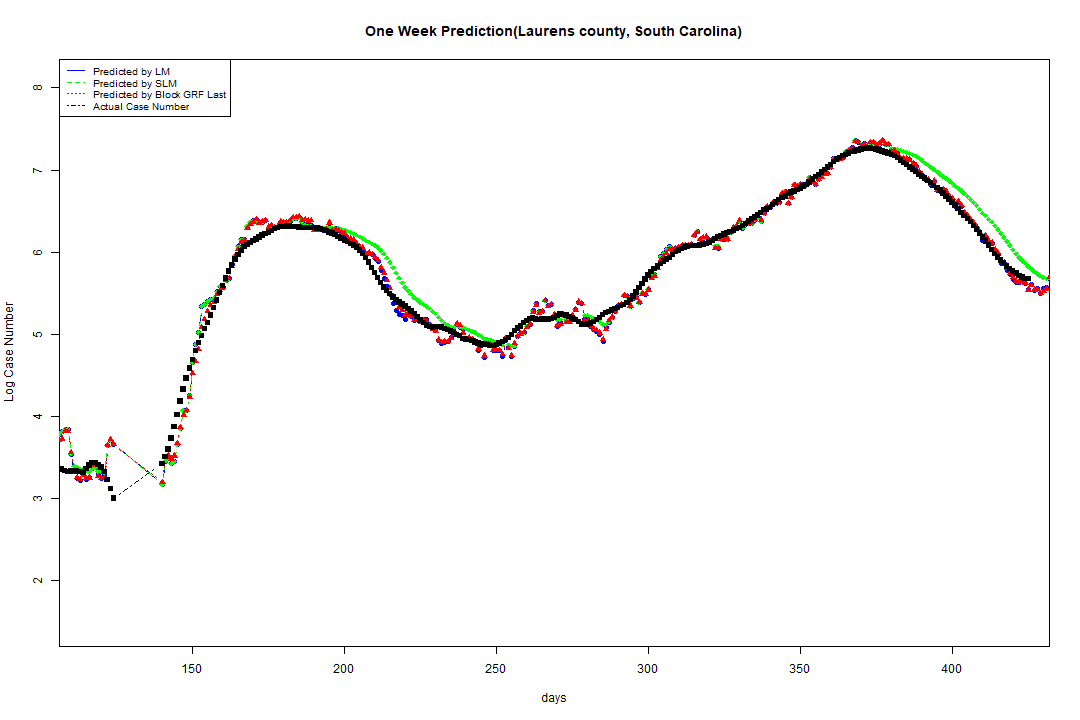 One Week Prediction(Laurens county, South Carolina)
Predicted by LM
Predicted by SLM
Predicted by Block GRF Last
Actual Case Number
8
7
6
5
4
3
2
Log Case Number
150 200 250 300 350 400
days